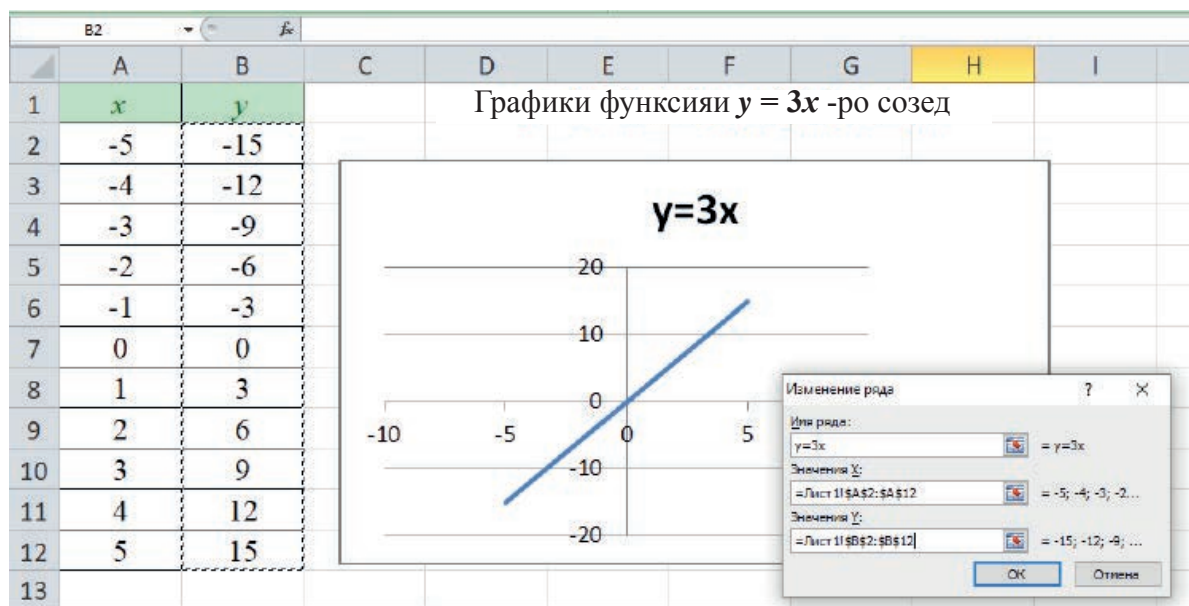 B2 fx
A B C D E F G H I
1 x y Графики функсияи y = 3x -ро созед
2 -5 -15
3 -4 -12
4 -3 -9
5 -2 -6
6 -1 -3
7 0 0
8 1 3
9 2 6
10 3 9
11 4 12
12 5 15
13
y=3x
20
10
0
-10 -5 0 5
-10
-20
Изменение ряда ? X
Имя ряда:
y=3x = y=3x
Значения X:
=Лист1!$A$2:$A$12 = -5; -4; -3; -2...
Значения Y:
=Лист1!$B$2:$B$12 = -15; -12; -9; ...
ОК Отмена